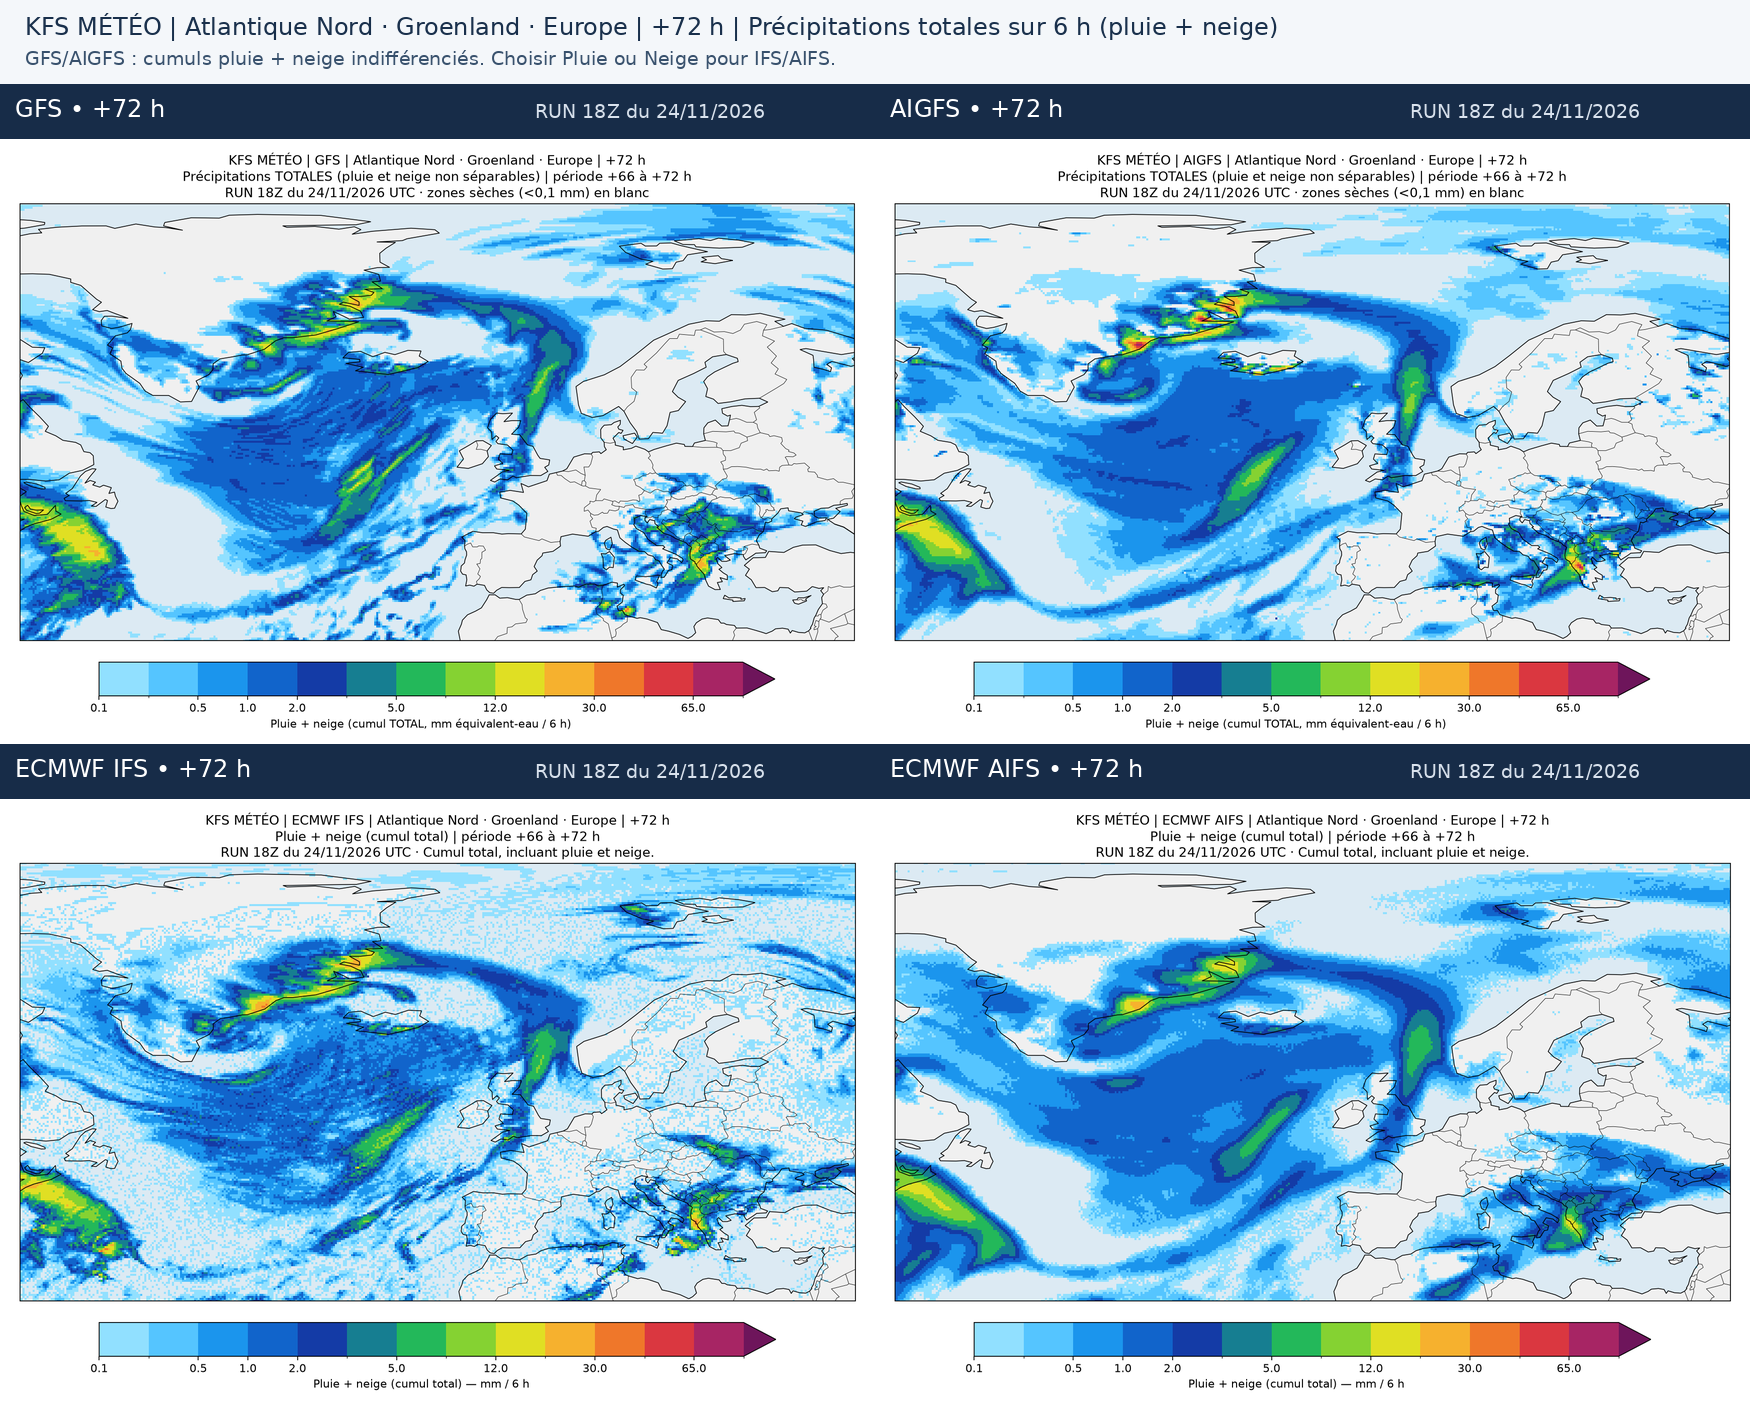 KFS MÉTÉO | Atlantique Nord · Groenland · Europe | +72 h | Précipitations totales sur 6 h (pluie + neige)
GFS/AIGFS : cumuls pluie + neige indifférenciés. Choisir Pluie ou Neige pour IFS/AIFS.
GFS • +72 h
RUN 18Z du 24/11/2026
KFS MÉTÉO | GFS | Atlantique Nord · Groenland · Europe | +72 h
Précipitations TOTALES (pluie et neige non séparables) | période +66 à +72 h
RUN 18Z du 24/11/2026 UTC · zones sèches (<0,1 mm) en blanc
0.1 0.5 1.0 2.0 5.0 12.0 30.0 65.0
Pluie + neige (cumul TOTAL, mm équivalent-eau / 6 h)
AIGFS • +72 h
RUN 18Z du 24/11/2026
KFS MÉTÉO | AIGFS | Atlantique Nord · Groenland · Europe | +72 h
Précipitations TOTALES (pluie et neige non séparables) | période +66 à +72 h
RUN 18Z du 24/11/2026 UTC · zones sèches (<0,1 mm) en blanc
0.1 0.5 1.0 2.0 5.0 12.0 30.0 65.0
Pluie + neige (cumul TOTAL, mm équivalent-eau / 6 h)
ECMWF IFS • +72 h
RUN 18Z du 24/11/2026
KFS MÉTÉO | ECMWF IFS | Atlantique Nord · Groenland · Europe | +72 h
Pluie + neige (cumul total) | période +66 à +72 h
RUN 18Z du 24/11/2026 UTC · Cumul total, incluant pluie et neige.
0.1 0.5 1.0 2.0 5.0 12.0 30.0 65.0
Pluie + neige (cumul total) — mm / 6 h
ECMWF AIFS • +72 h
RUN 18Z du 24/11/2026
KFS MÉTÉO | ECMWF AIFS | Atlantique Nord · Groenland · Europe | +72 h
Pluie + neige (cumul total) | période +66 à +72 h
RUN 18Z du 24/11/2026 UTC · Cumul total, incluant pluie et neige.
0.1 0.5 1.0 2.0 5.0 12.0 30.0 65.0
Pluie + neige (cumul total) — mm / 6 h